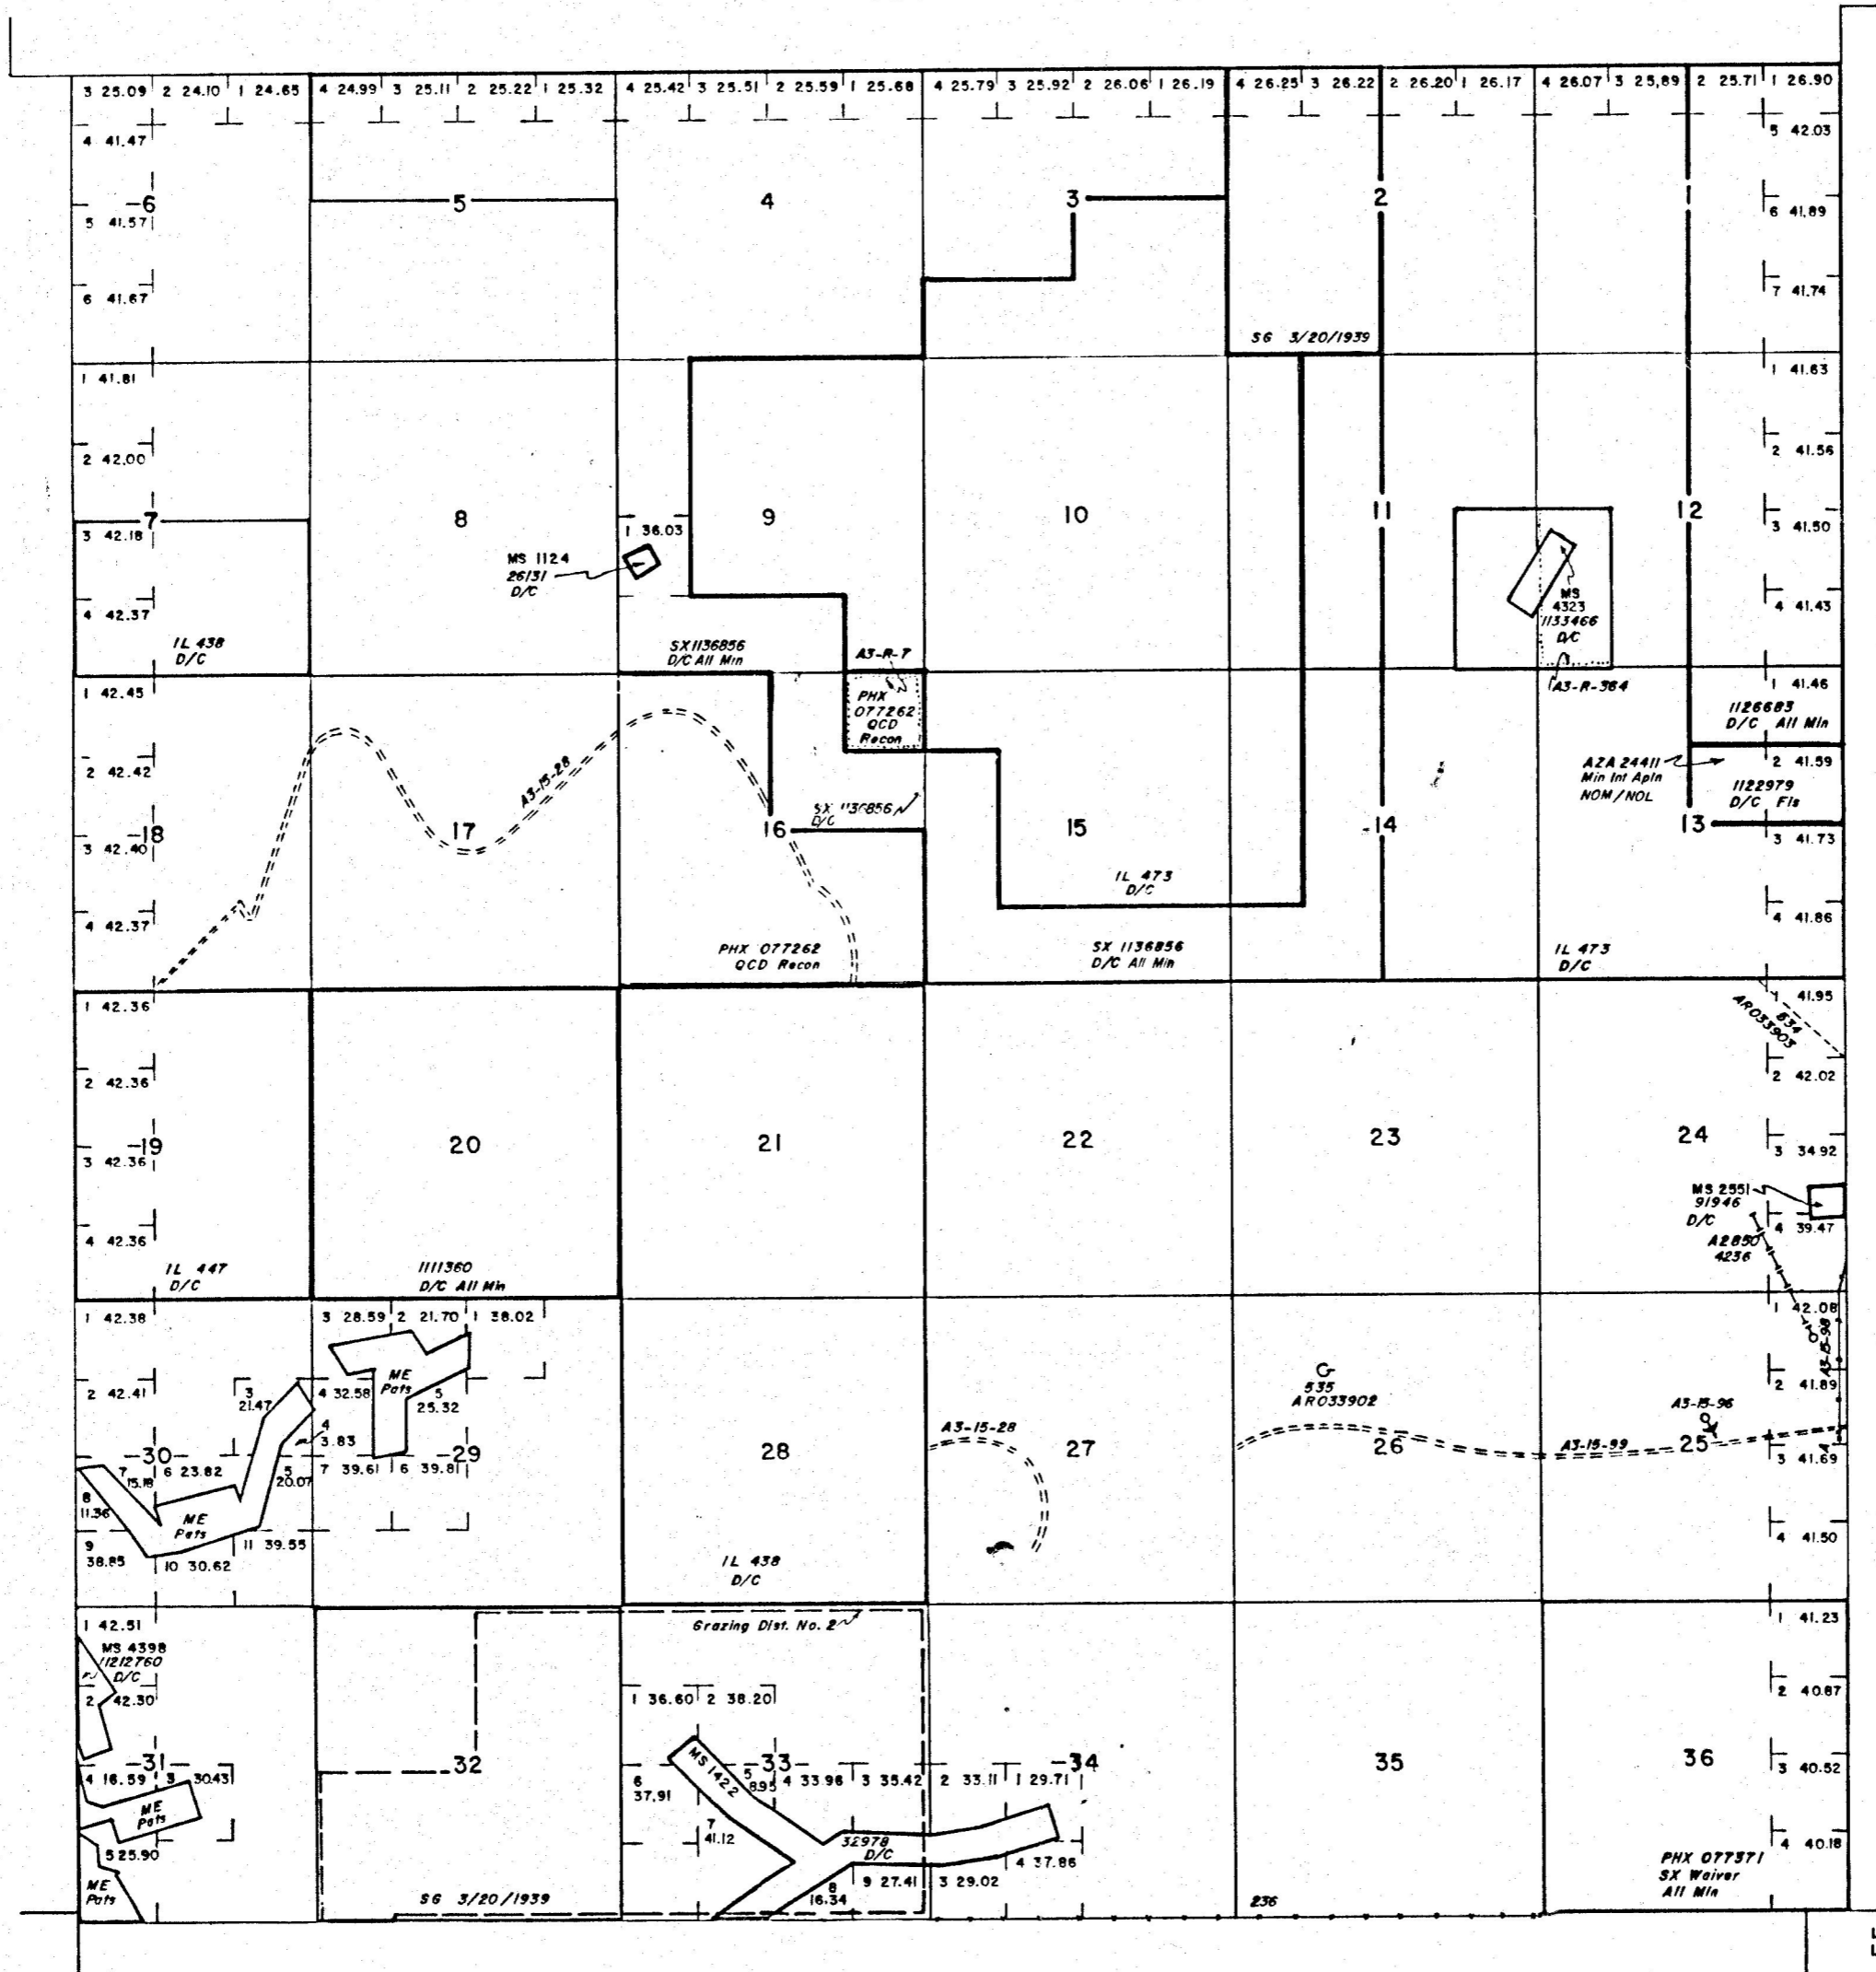 3 25.09 2 24.10 1 24.65 4 24.99 3 25.11 2 25.22 1 25.32 4 25.42 3 25.51 2 25.59 1 25.68 4 25.79 3 25.92 2 26.06 1 26.19 4 26.25 3 26.22 2 26.20 1 26.17 4 26.07 3 25,89 2 25.71 1 26.90
4 41.47
5 42.03
6
5
4
3
2
5 41.57
6 41.89
6 41.67
7 41.74
SG 3/20/1939
1 41.81
1 41.63
2 42.00
2 41.56
7
8
9
10
11
12
3 42.18
3 41.50
1 36.03
MS 1124
26131
D/C
4 42.37
MS
4323
1133466
D/C
4 41.43
IL 438
D/C
SX1136856
D/C All Min
A3-R-7
A3-R-364
1 42.45
1 41.46
PHX
077262
QCD
Recon
1126683
D/C All Min
A3-15-28
2 42.42
AZA 24411
Min Int Apln
NOM/NOL
2 41.59
1122979
D/C Fls
SX 1136856
D/C
18
17
16
15
14
13
3 42.40
3 41.73
IL 473
D/C
4 42.37
4 41.86
PHX 077262
QCD Recon
SX 1136856
D/C All Min
IL 473
D/C
1 42.36
1 41.95
634
AR033903
2 42.36
2 42.02
19
20
21
22
23
24
3 42.36
3 34.92
MS 2551
91946
D/C
4 42.36
4 39.47
A2850
4236
IL 447
D/C
1111360
D/C All Min
1 42.38
3 28.59 2 21.70 1 38.02
1 42.08
A3-15-98
ME
Pats
2 42.41
3
21.47
4 32.58
5
25.32
G
535
AR033902
2 41.89
A3-15-96
4
3.83
A3-15-28
A3-15-99
30
29
28
27
26
25
7
15.18
6 23.82
5
20.07
7 39.61 6 39.81
3 41.69
8
11.36
ME
Pats
9
38.85
10 30.62
11 39.55
4 41.50
IL 438
D/C
1 42.51
Grazing Dist. No. 2
1 41.23
MS 4398
11212760
D/C
2 42.30
1 36.60 2 38.20
2 40.87
31
32
33
34
35
36
MS 1422
4 16.59 3 30.43
6
37.91
5
8.95
4 33.96 3 35.42 2 33.11 1 29.71
3 40.52
ME
Pats
7
41.12
32978
D/C
4 40.18
5 25.90
4 37.86
PHX 077371
SX Waiver
All Min
ME
Pats
8
16.34
9 27.41 3 29.02
SG 3/20/1939
236